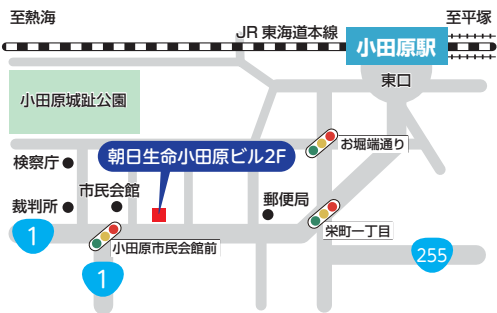 至熱海
至平塚
JR 東海道本線
小田原駅
東口
小田原城趾公園
お堀端通り
検察庁
朝日生命小田原ビル2F
市民会館
裁判所
郵便局
栄町一丁目
1
小田原市民会館前
255
1